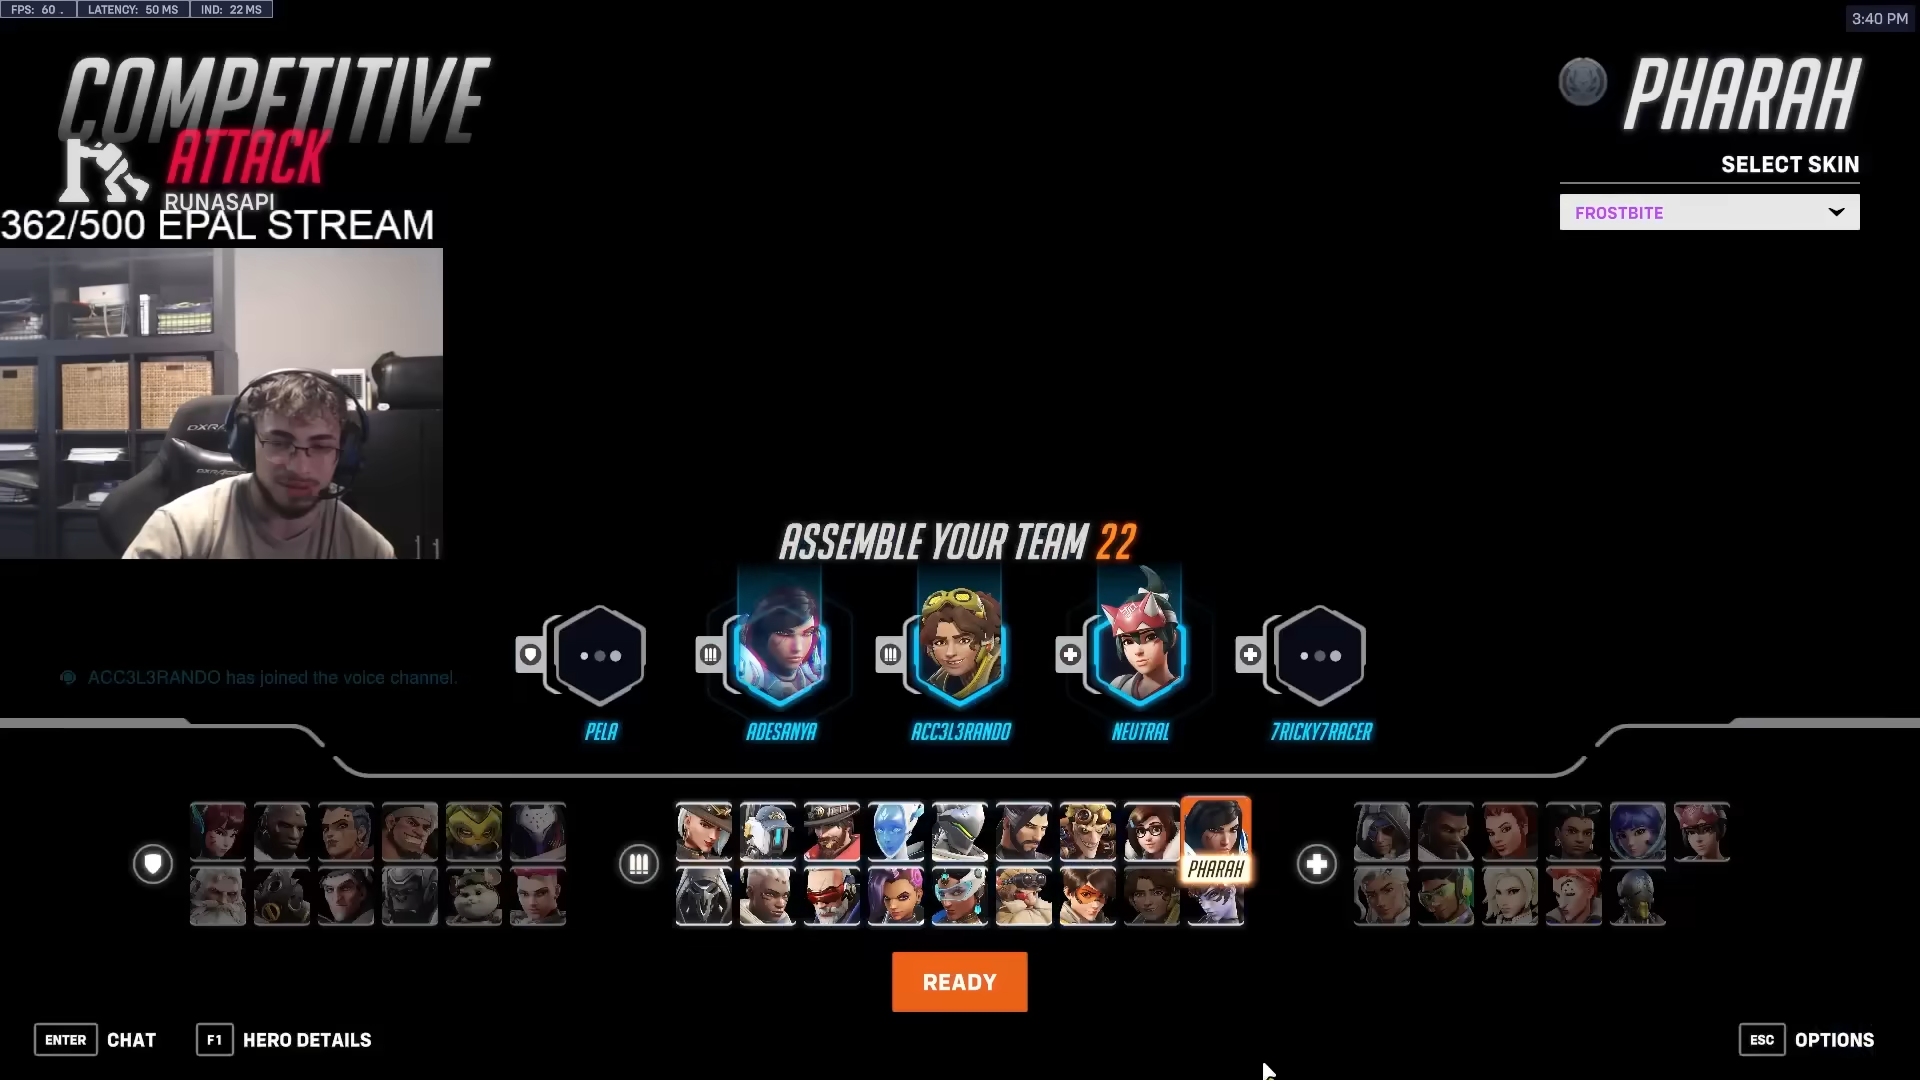 FPS: 60 .
LATENCY: 50 MS
IND: 22 MS
3:40 PM
COMPETITIVE
ATTACK
RUNASAPI
362/500 EPAL STREAM
PHARAH
SELECT SKIN
FROSTBITE
ASSEMBLE YOUR TEAM 22
ACC3L3RANDO has joined the voice channel.
PELA
ADESANYA
ACC3L3RANDO
NEUTRAL
7RICKY7RACER
PHARAH
READY
ENTER CHAT
F1 HERO DETAILS
ESC OPTIONS